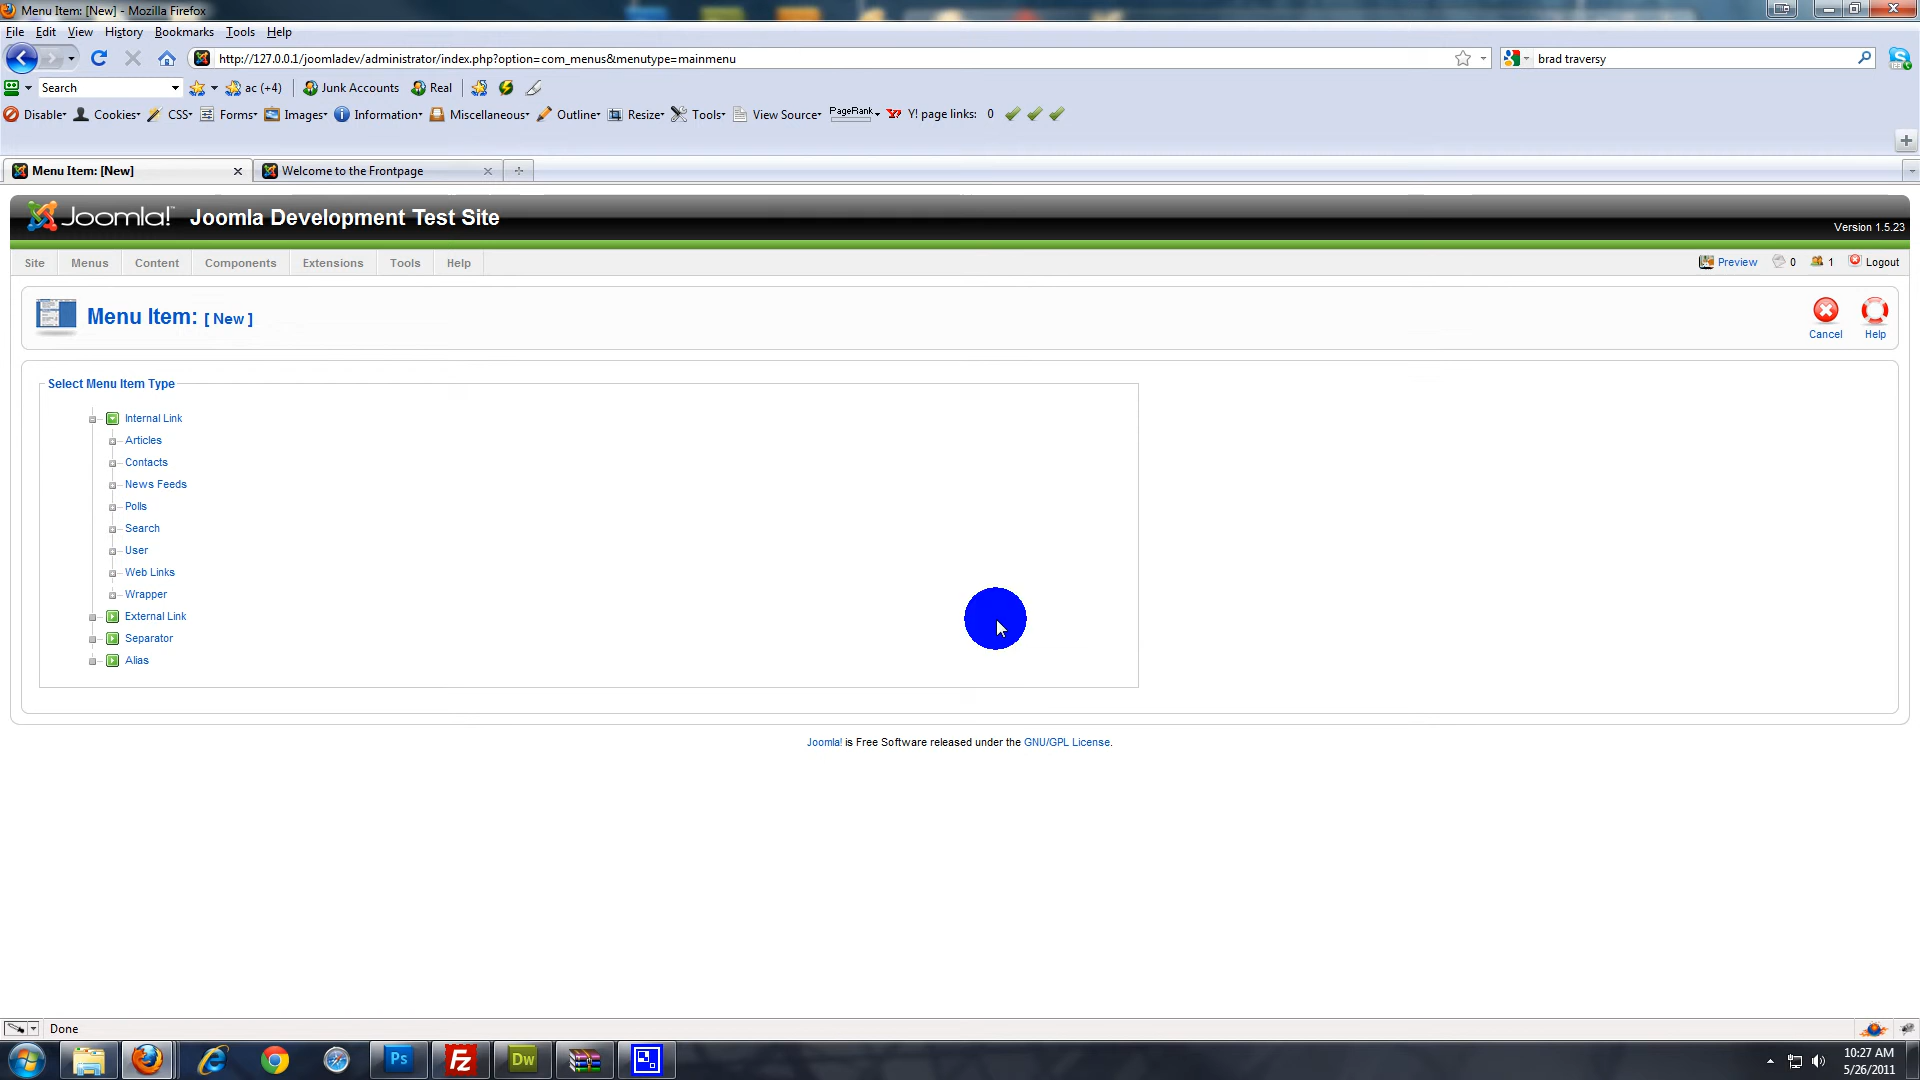 Menu Item: [New] - Mozilla Firefox
File Edit View History Bookmarks Tools Help
http://127.0.0.1/joomladev/administrator/index.php?option=com_menus&menutype=mainmenu
brad traversy
Search ac (+4) Junk Accounts Real
Disable Cookies CSS Forms Images Information Miscellaneous Outline Resize Tools View Source PageRank Y! page links: 0
Menu Item: [New] Welcome to the Frontpage
Joomla!™ Joomla Development Test Site
Version 1.5.23
Site Menus Content Components Extensions Tools Help
Preview 0 1 Logout
Menu Item: [ New ]
Cancel Help
Select Menu Item Type
Internal Link
Articles
Contacts
News Feeds
Polls
Search
User
Web Links
Wrapper
External Link
Separator
Alias
Joomla! is Free Software released under the GNU/GPL License.
Done
Ps Fz Dw
10:27 AM
5/26/2011